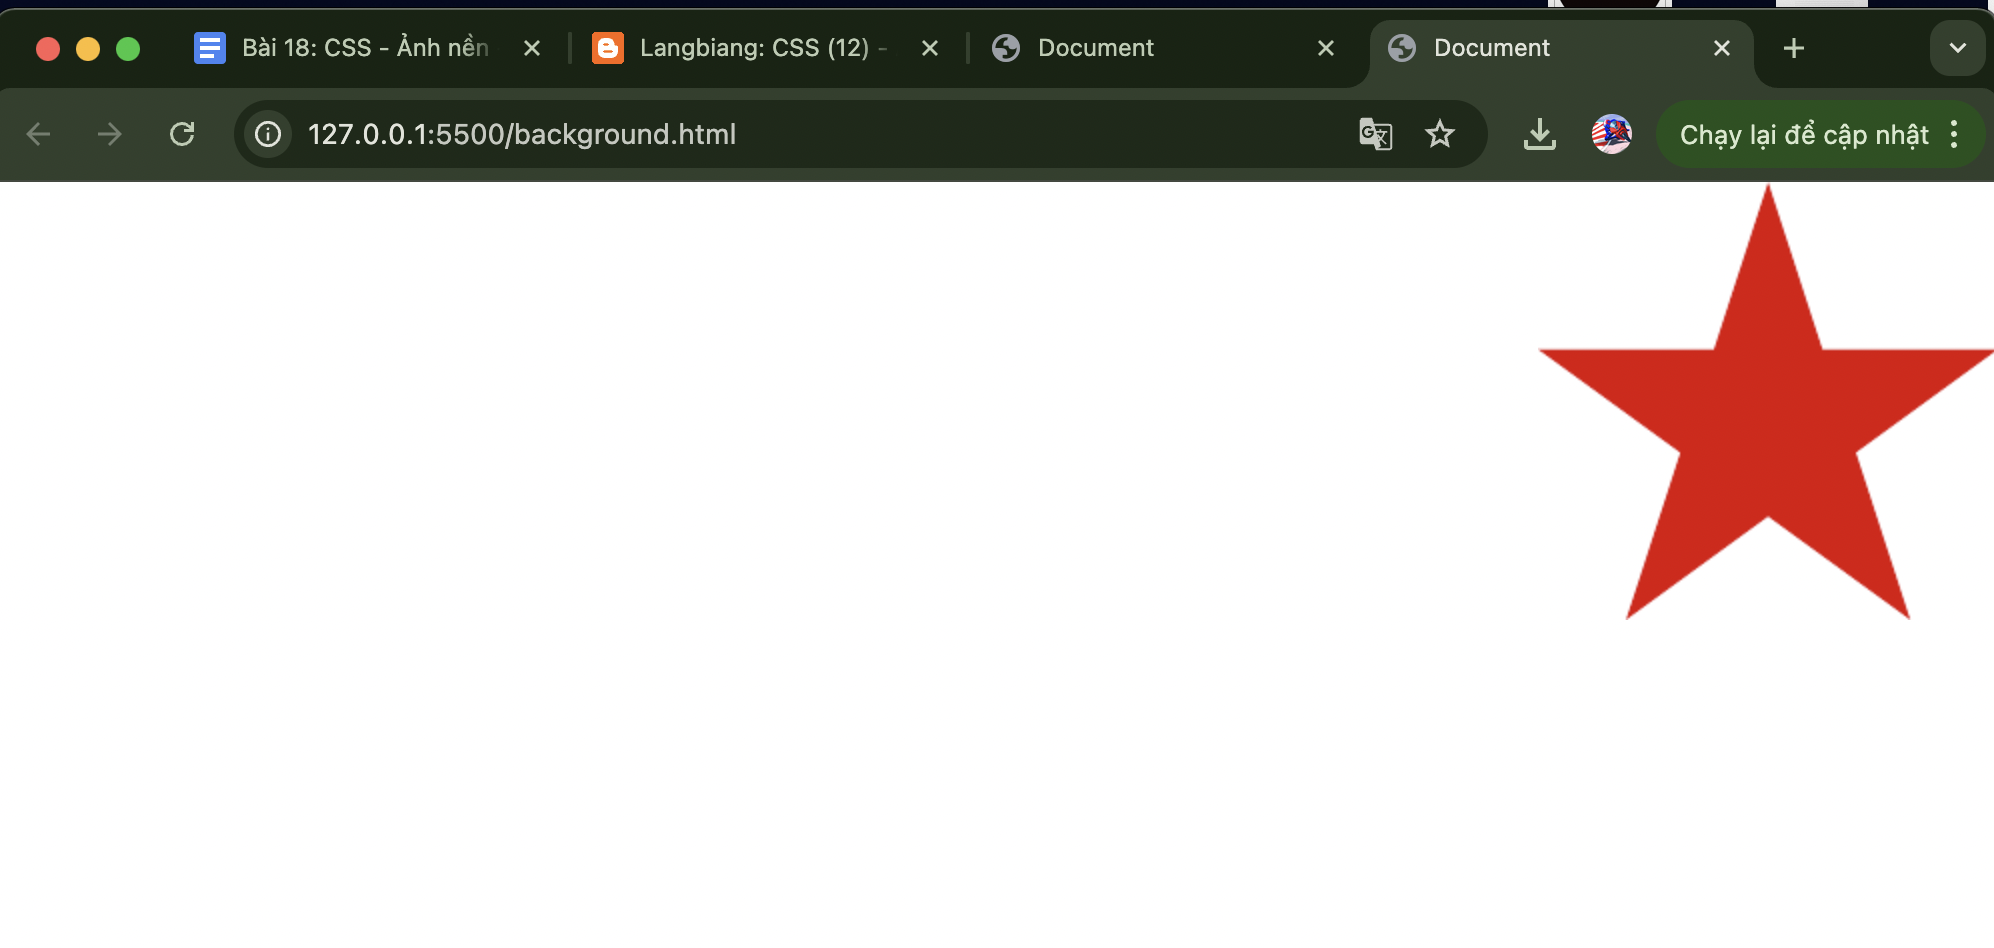 Bài 18: CSS - Ảnh nền
Langbiang: CSS (12) -
Document
Document
127.0.0.1:5500/background.html
Chạy lại để cập nhật